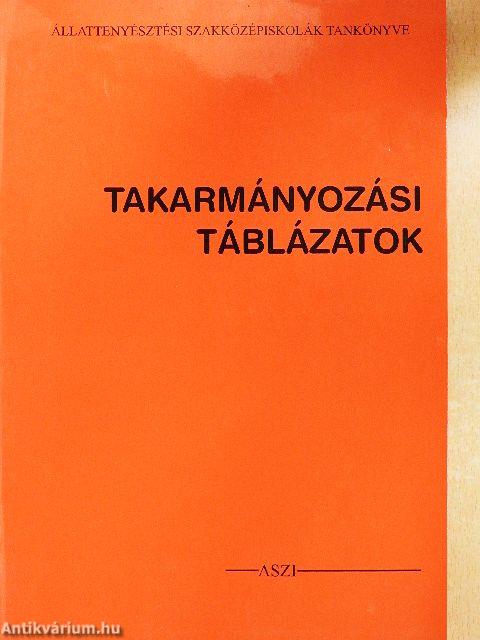 ÁLLATTENYÉSZTÉSI SZAKKÖZÉPISKOLÁK TANKÖNYVE
TAKARMÁNYOZÁSI
TÁBLÁZATOK
ASZI
Antikvárium.hu